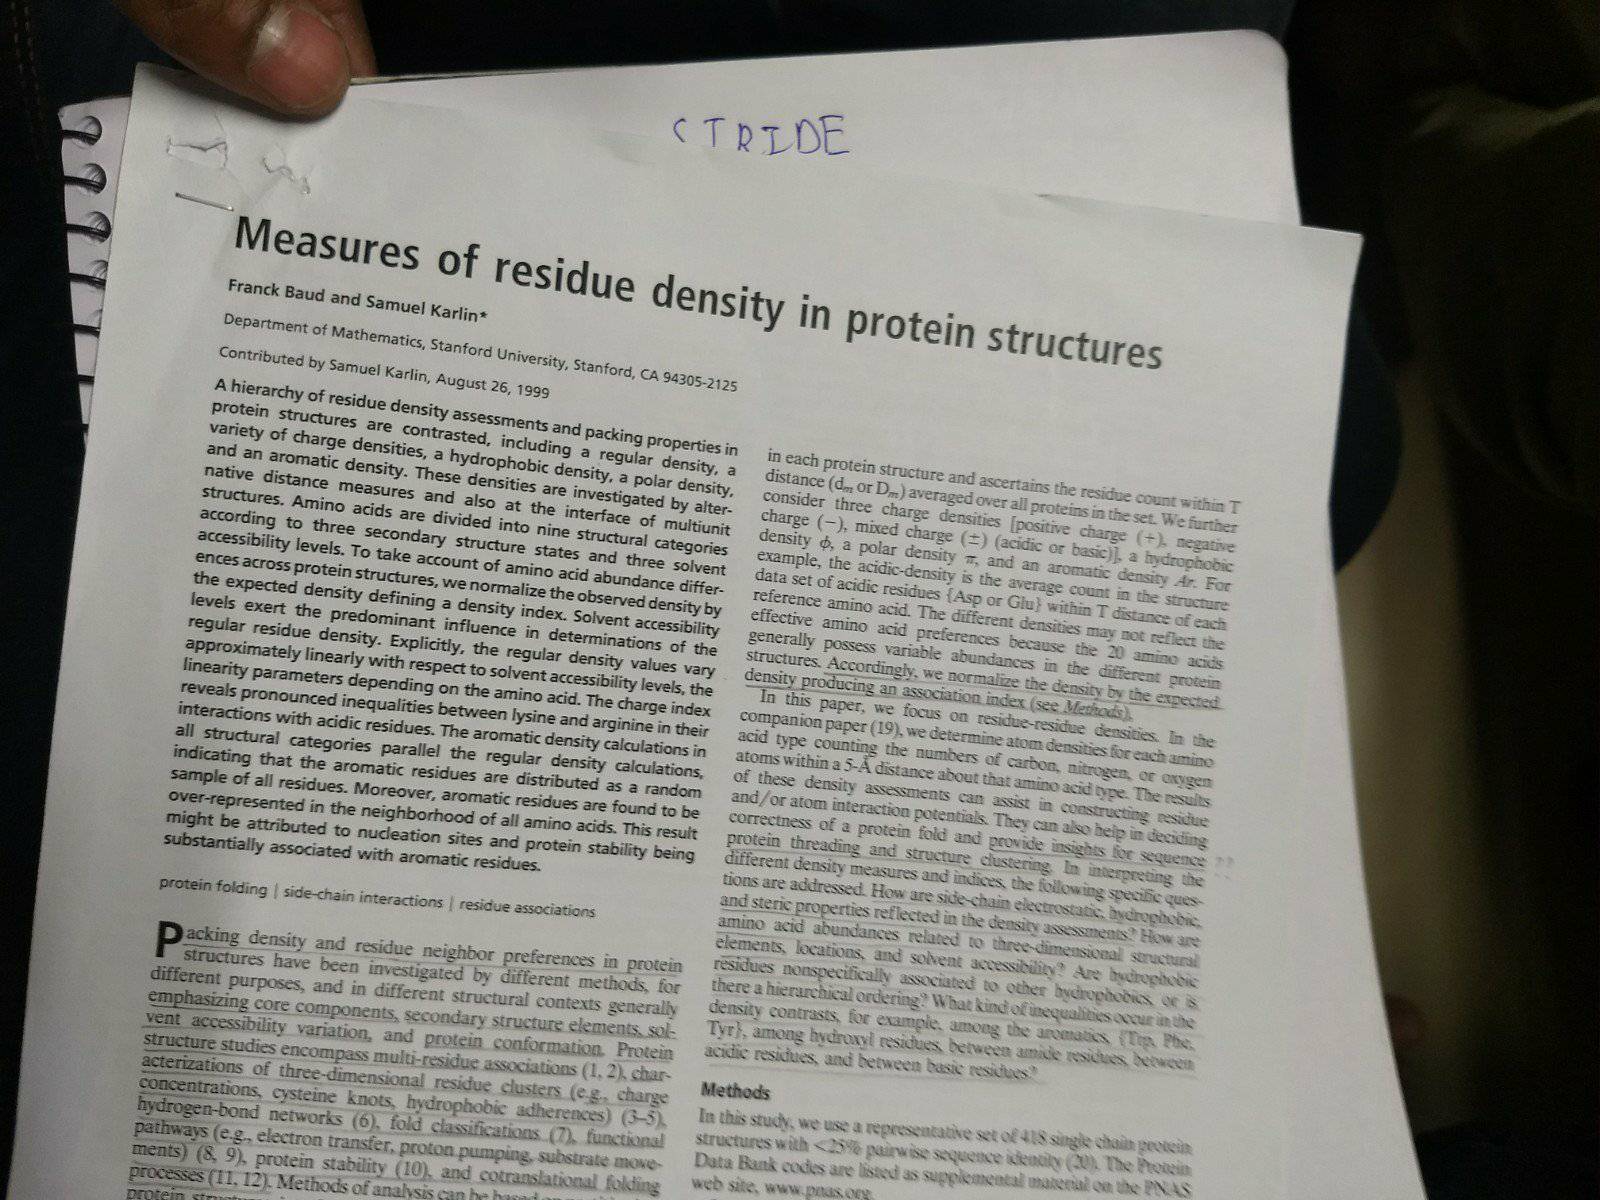 CTRIDE
Measures of residue density in protein structures
Franck Baud and Samuel Karlin*
Department of Mathematics, Stanford University, Stanford, CA 94305-2125
Contributed by Samuel Karlin, August 26, 1999
A hierarchy of residue density assessments and packing properties in
protein structures are contrasted, including a regular density, a
variety of charge densities, a hydrophobic density, a polar density,
and an aromatic density. These densities are investigated by alter-
native distance measures and also at the interface of multiunit
structures. Amino acids are divided into nine structural categories
according to three secondary structure states and three solvent
accessibility levels. To take account of amino acid abundance differ-
ences across protein structures, we normalize the observed density by
the expected density defining a density index. Solvent accessibility
levels exert the predominant influence in determinations of the
regular residue density. Explicitly, the regular density values vary
approximately linearly with respect to solvent accessibility levels, the
linearity parameters depending on the amino acid. The charge index
reveals pronounced inequalities between lysine and arginine in their
interactions with acidic residues. The aromatic density calculations in
all structural categories parallel the regular density calculations,
indicating that the aromatic residues are distributed as a random
sample of all residues. Moreover, aromatic residues are found to be
over-represented in the neighborhood of all amino acids. This result
might be attributed to nucleation sites and protein stability being
substantially associated with aromatic residues.
protein folding | side-chain interactions | residue associations
Packing density and residue neighbor preferences in protein
structures have been investigated by different methods, for
different purposes, and in different structural contexts generally
emphasizing core components, secondary structure elements, sol-
vent accessibility variation, and protein conformation. Protein
structure studies encompass multi-residue associations (1, 2), char-
acterizations of three-dimensional residue clusters (e.g., charge
concentrations, cysteine knots, hydrophobic adherences) (3–5),
hydrogen-bond networks (6), fold classifications (7), functional
pathways (e.g., electron transfer, proton pumping, substrate move-
ments) (8, 9), protein stability (10), and cotranslational folding
processes (11, 12). Methods of analysis can be based on
in each protein structure and ascertains the residue count within T
distance (dm or Dm) averaged over all proteins in the set. We further
consider three charge densities [positive charge (+), negative
charge (−), mixed charge (±) (acidic or basic)], a hydrophobic
density ϕ, a polar density π, and an aromatic density Ar. For
example, the acidic-density is the average count in the structure
data set of acidic residues {Asp or Glu} within T distance of each
reference amino acid. The different densities may not reflect the
effective amino acid preferences because the 20 amino acids
generally possess variable abundances in the different protein
structures. Accordingly, we normalize the density by the expected
density producing an association index (see Methods).
In this paper, we focus on residue-residue densities. In the
companion paper (19), we determine atom densities for each amino
acid type counting the numbers of carbon, nitrogen, or oxygen
atoms within a 5-Å distance about that amino acid type. The results
of these density assessments can assist in constructing residue
and/or atom interaction potentials. They can also help in deciding
correctness of a protein fold and provide insights for sequence ??
protein threading and structure clustering. In interpreting the
different density measures and indices, the following specific ques-
tions are addressed. How are side-chain electrostatic, hydrophobic,
and steric properties reflected in the density assessments? How are
amino acid abundances related to three-dimensional structural
elements, locations, and solvent accessibility? Are hydrophobic
residues nonspecifically associated to other hydrophobics, or is
there a hierarchical ordering? What kind of inequalities occur in the
density contrasts, for example, among the aromatics, {Trp, Phe,
Tyr}, among hydroxyl residues, between amide residues, between
acidic residues, and between basic residues?
Methods
In this study, we use a representative set of 418 single chain protein
structures with <25% pairwise sequence identity (20). The Protein
Data Bank codes are listed as supplemental material on the PNAS
web site, www.pnas.org.